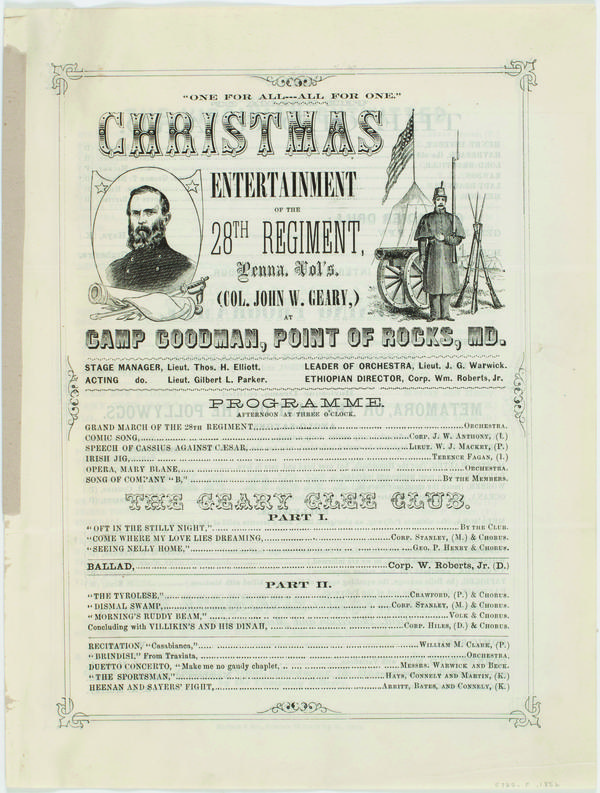 "ONE FOR ALL---ALL FOR ONE."
CHRISTMAS
ENTERTAINMENT
OF THE
28TH REGIMENT,
Penna. Vol's.
(COL. JOHN W. GEARY,)
AT
CAMP GOODMAN, POINT OF ROCKS, MD.
STAGE MANAGER, Lieut. Thos. H. Elliott. LEADER OF ORCHESTRA, Lieut. J. G. Warwick.
ACTING do. Lieut. Gilbert L. Parker. ETHIOPIAN DIRECTOR, Corp. Wm. Roberts, Jr.
PROGRAMME.
AFTERNOON AT THREE O'CLOCK.
GRAND MARCH OF THE 28TH REGIMENT, ORCHESTRA.
COMIC SONG, CORP. J. W. ANTHONY, (I.)
SPEECH OF CASSIUS AGAINST CÆSAR, LIEUT. W. J. MACKEY, (P.)
IRISH JIG, TERENCE FAGAN, (I.)
OPERA, MARY BLANE, ORCHESTRA.
SONG OF COMPANY "B," BY THE MEMBERS.
THE GEARY GLEE CLUB.
PART I.
"OFT IN THE STILLY NIGHT," BY THE CLUB.
"COME WHERE MY LOVE LIES DREAMING, CORP. STANLEY, (M.) & CHORUS.
"SEEING NELLY HOME," GEO. P. HENRY & CHORUS.
BALLAD, Corp. W. Roberts, Jr. (D.)
PART II.
"THE TYROLESE," CRAWFORD, (P.) & CHORUS.
"DISMAL SWAMP, CORP. STANLEY, (M.) & CHORUS.
"MORNING'S RUDDY BEAM," VOLK & CHORUS.
Concluding with VILLIKIN'S AND HIS DINAH, CORP. HILES, (D.) & CHORUS.
RECITATION, "Casabianca," WILLIAM M. CLARK, (P.)
"BRINDISI," From Traviata, ORCHESTRA.
DUETTO CONCERTO, "Make me no gaudy chaplet, MESSRS. WARWICK AND BECK.
"THE SPORTSMAN," HAYS, CONNELY AND MARTIN, (K.)
HEENAN AND SAYERS' FIGHT, ARBITT, BATES, AND CONNELY, (K.)